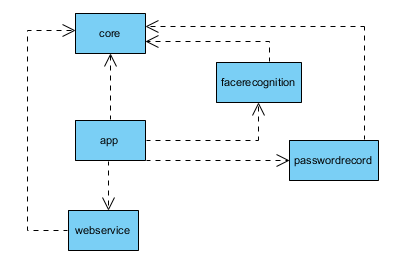 core
facerecognition
app
passwordrecord
webservice